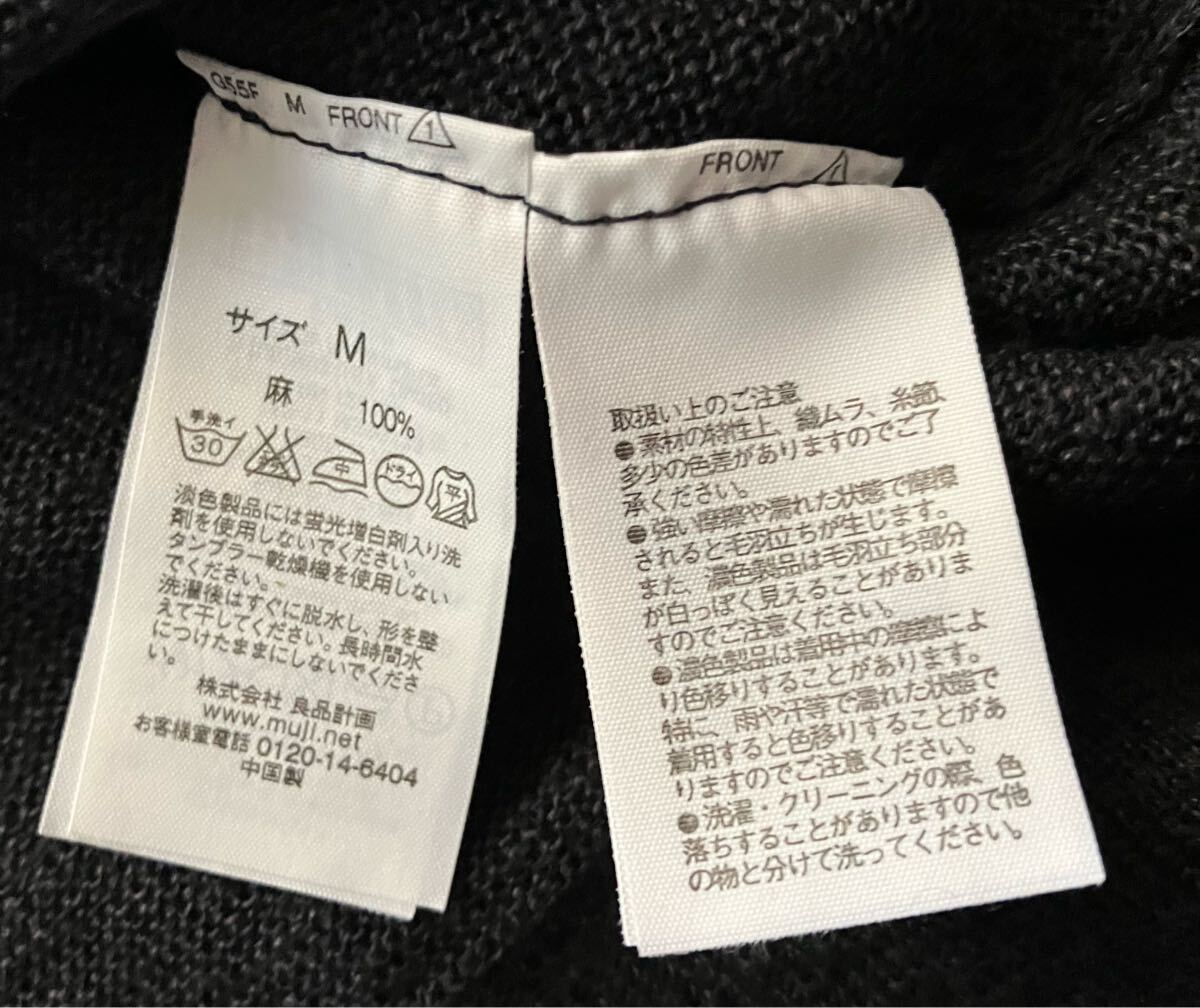 G55F M FRONT 1
サイズ M
麻 100%
手洗イ
30
中
ドライ
平
淡色製品には蛍光増白剤入り洗
剤を使用しないでください。
タンブラー乾燥機を使用しない
でください。
洗濯後はすぐに脱水し、形を整
えて干してください。長時間水
につけたままにしないでくださ
い。
株式会社 良品計画
www.muji.net
お客様室電話 0120-14-6404
中国製
FRONT
取扱い上のご注意
●素材の特性上、織ムラ、糸節、
多少の色差がありますのでご了
承ください。
●強い摩擦や濡れた状態で摩擦
されると毛羽立ちが生じます。
また、濃色製品は毛羽立ち部分
が白っぽく見えることがありま
すのでご注意ください。
●濃色製品は着用中の摩擦によ
り色移りすることがあります。
特に、雨や汗等で濡れた状態で
着用すると色移りすることがあ
りますのでご注意ください。
●洗濯・クリーニングの際、色
落ちすることがありますので他
の物と分けて洗ってください。